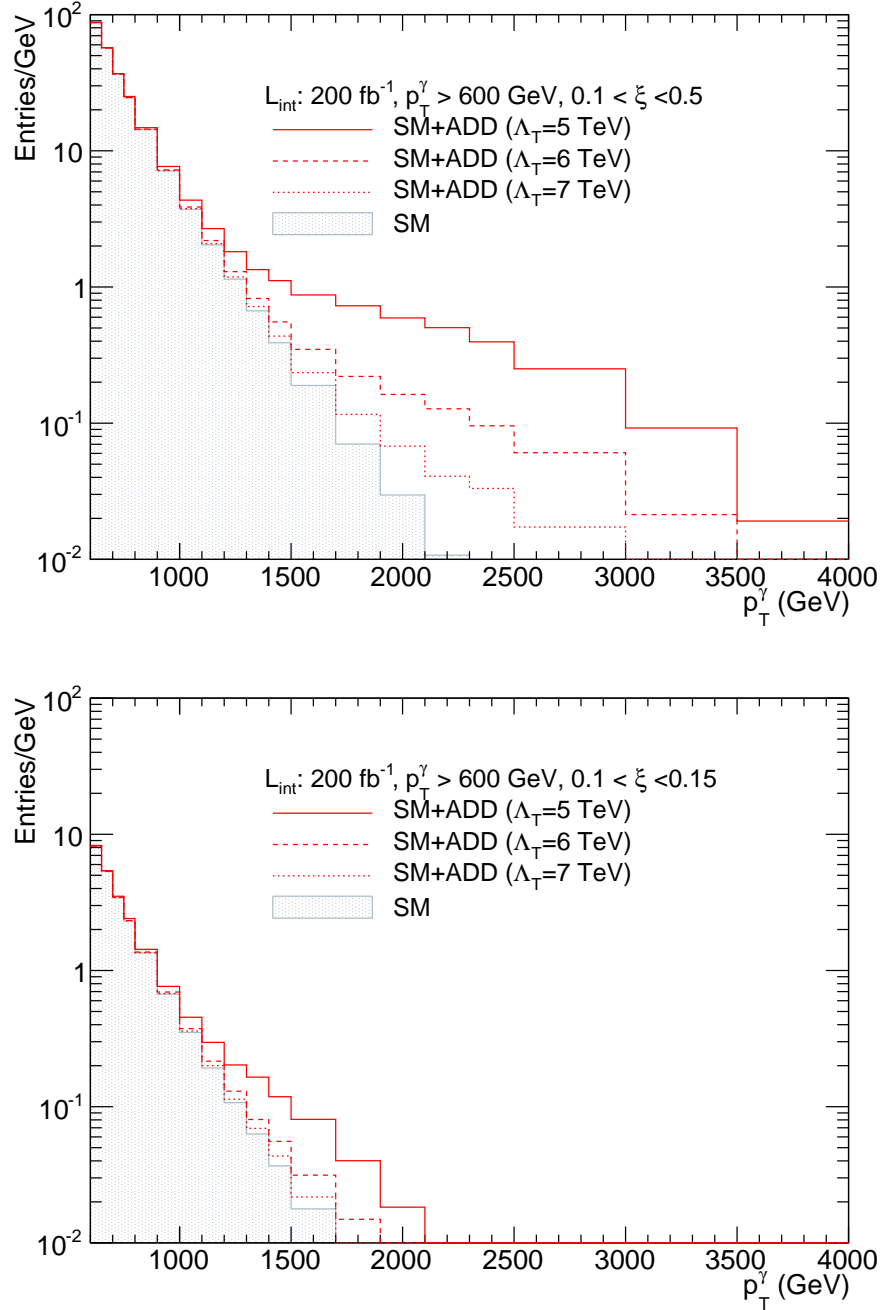 Entries/GeV
10²
10
1
10⁻¹
10⁻²
L_int: 200 fb⁻¹, p_T^γ > 600 GeV, 0.1 < ξ <0.5
SM+ADD (Λ_T=5 TeV)
SM+ADD (Λ_T=6 TeV)
SM+ADD (Λ_T=7 TeV)
SM
1000 1500 2000 2500 3000 3500 4000
p_T^γ (GeV)
Entries/GeV
10²
10
1
10⁻¹
10⁻²
L_int: 200 fb⁻¹, p_T^γ > 600 GeV, 0.1 < ξ <0.15
SM+ADD (Λ_T=5 TeV)
SM+ADD (Λ_T=6 TeV)
SM+ADD (Λ_T=7 TeV)
SM
1000 1500 2000 2500 3000 3500 4000
p_T^γ (GeV)